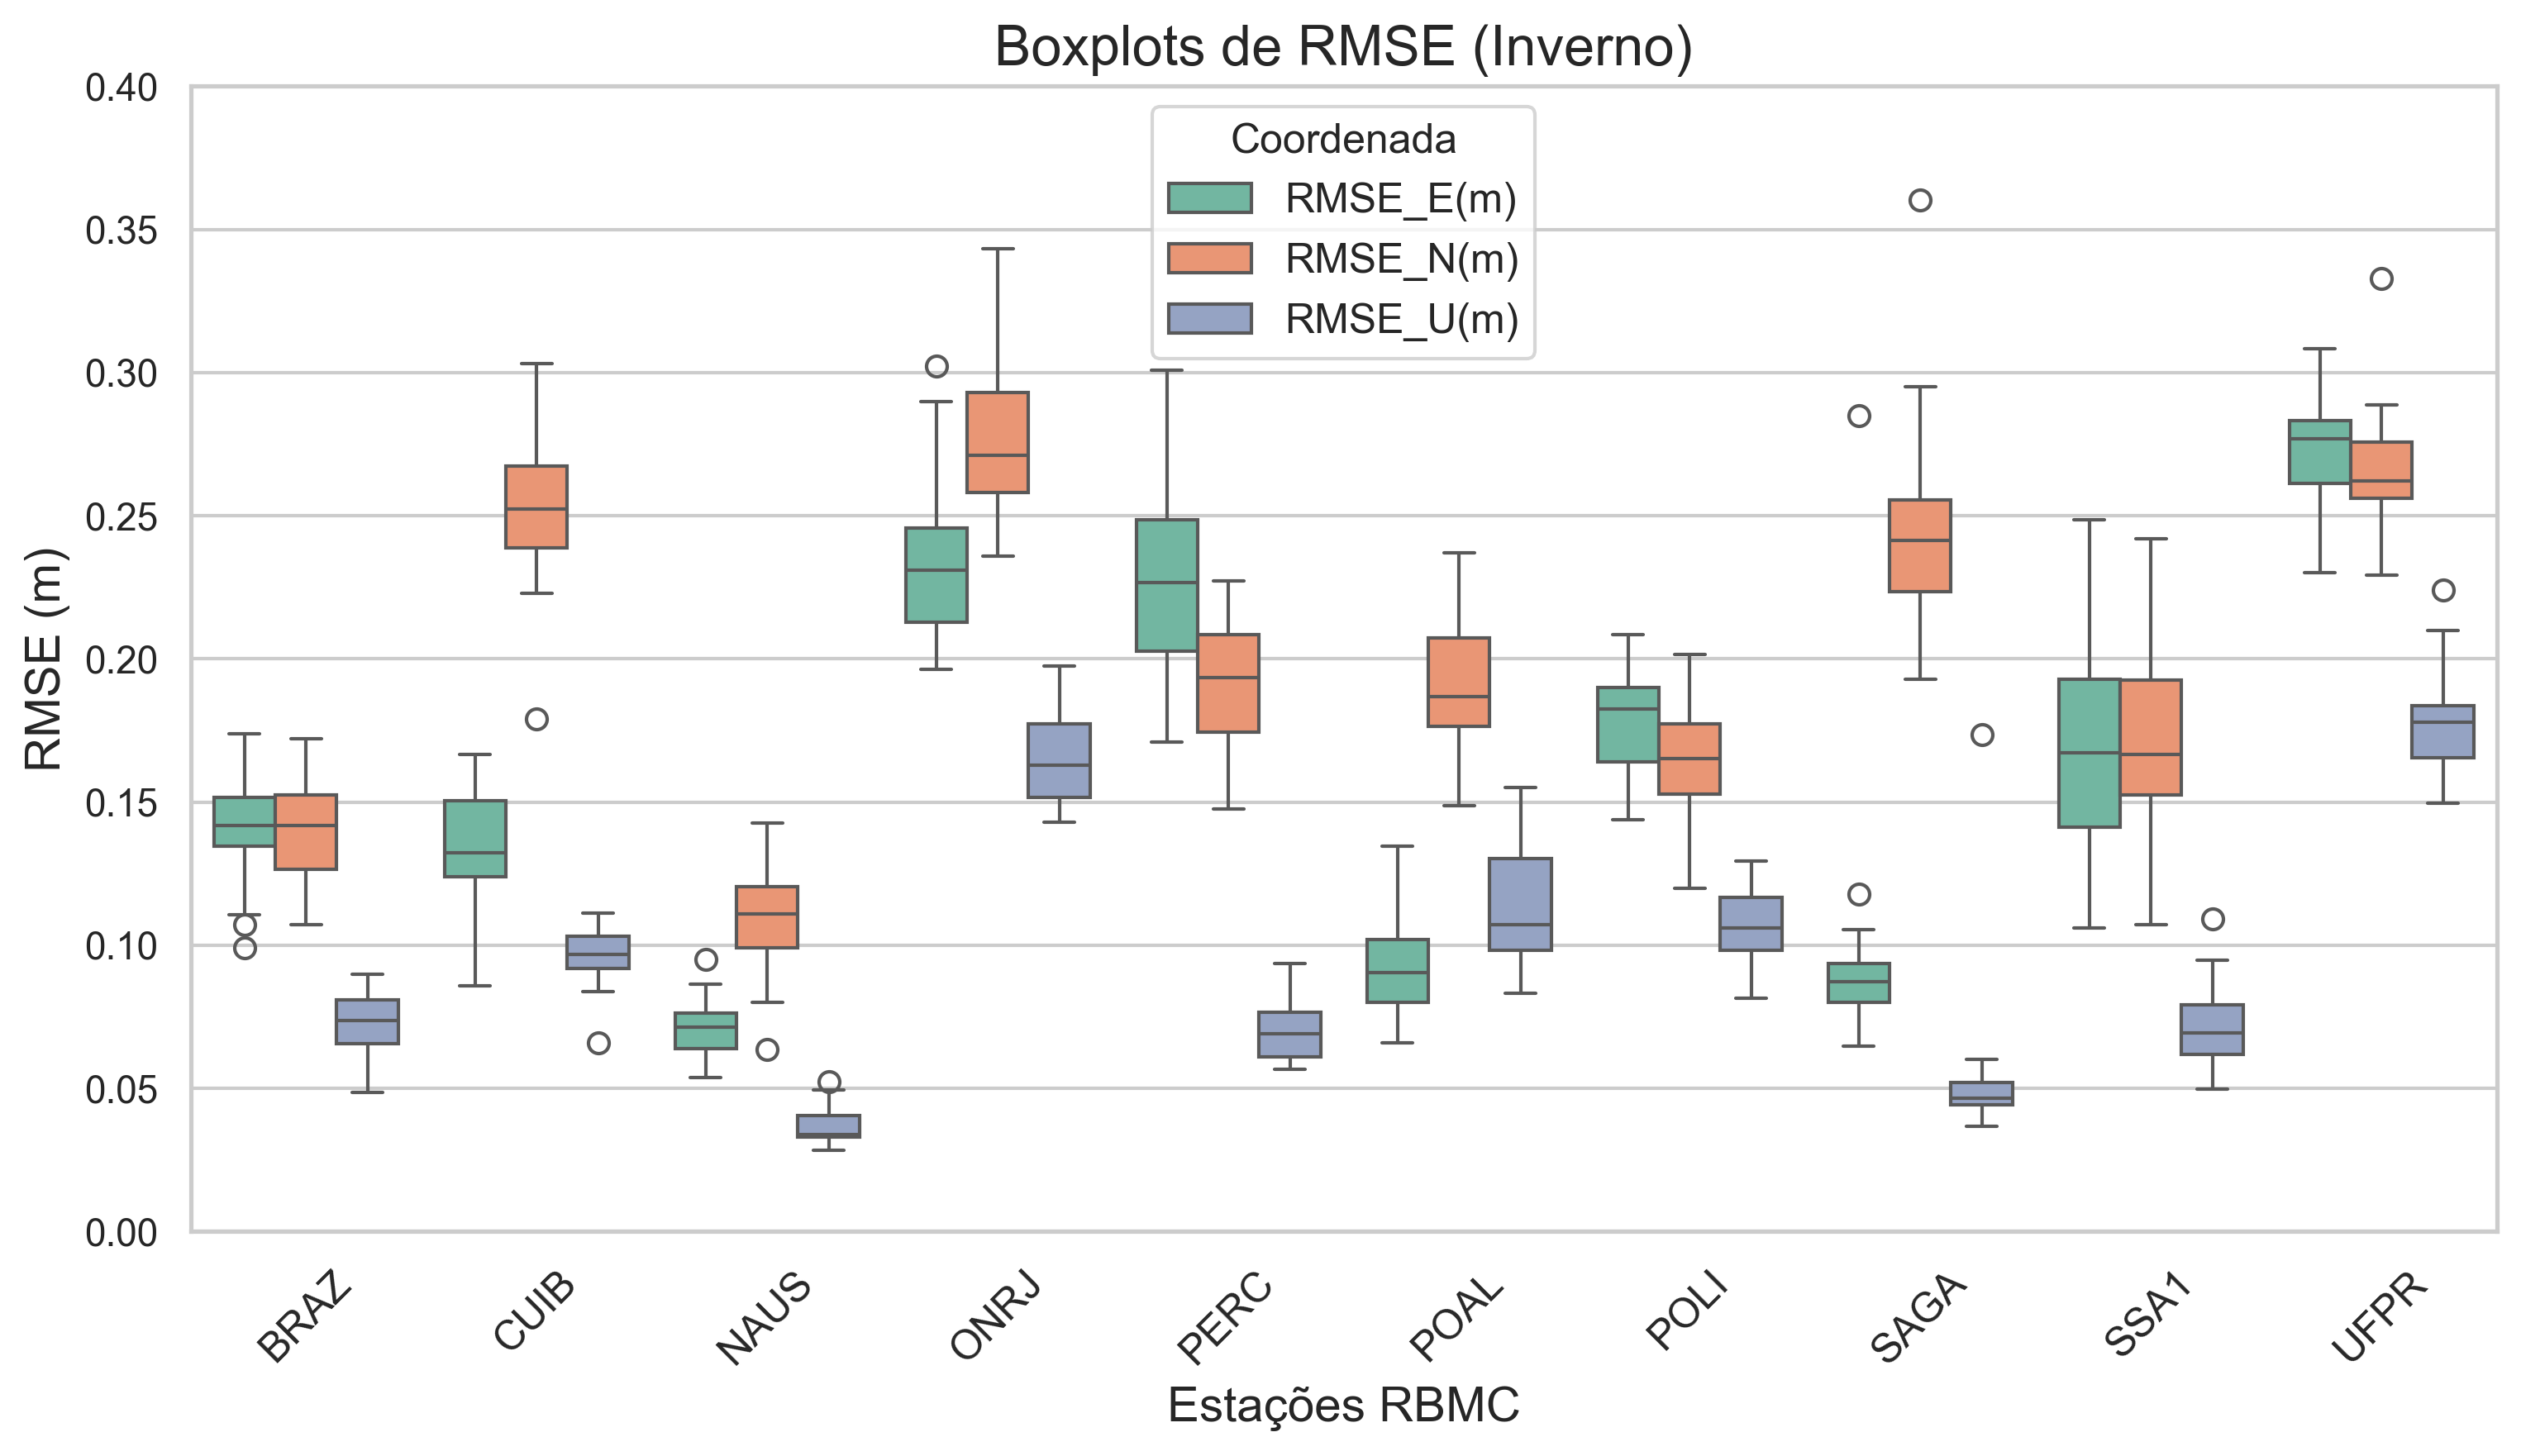 Boxplots de RMSE (Inverno)
Coordenada
RMSE_E(m)
RMSE_N(m)
RMSE_U(m)
RMSE (m)
0.40
0.35
0.30
0.25
0.20
0.15
0.10
0.05
0.00
BRAZ
CUIB
NAUS
ONRJ
PERC
POAL
POLI
SAGA
SSA1
UFPR
Estações RBMC